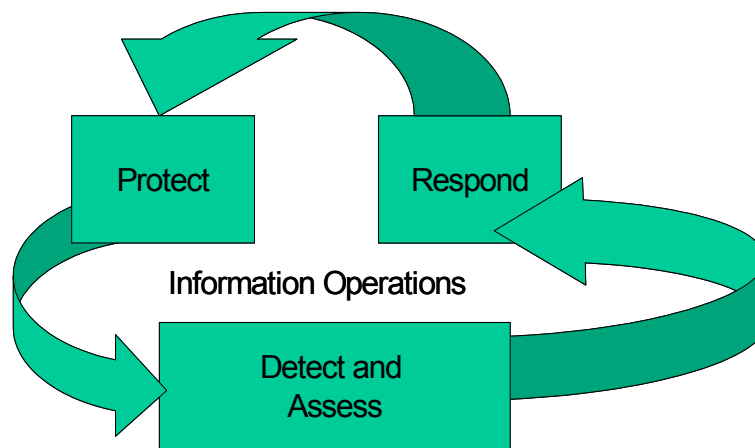 Protect
Respond
Information Operations
Detect and
Assess